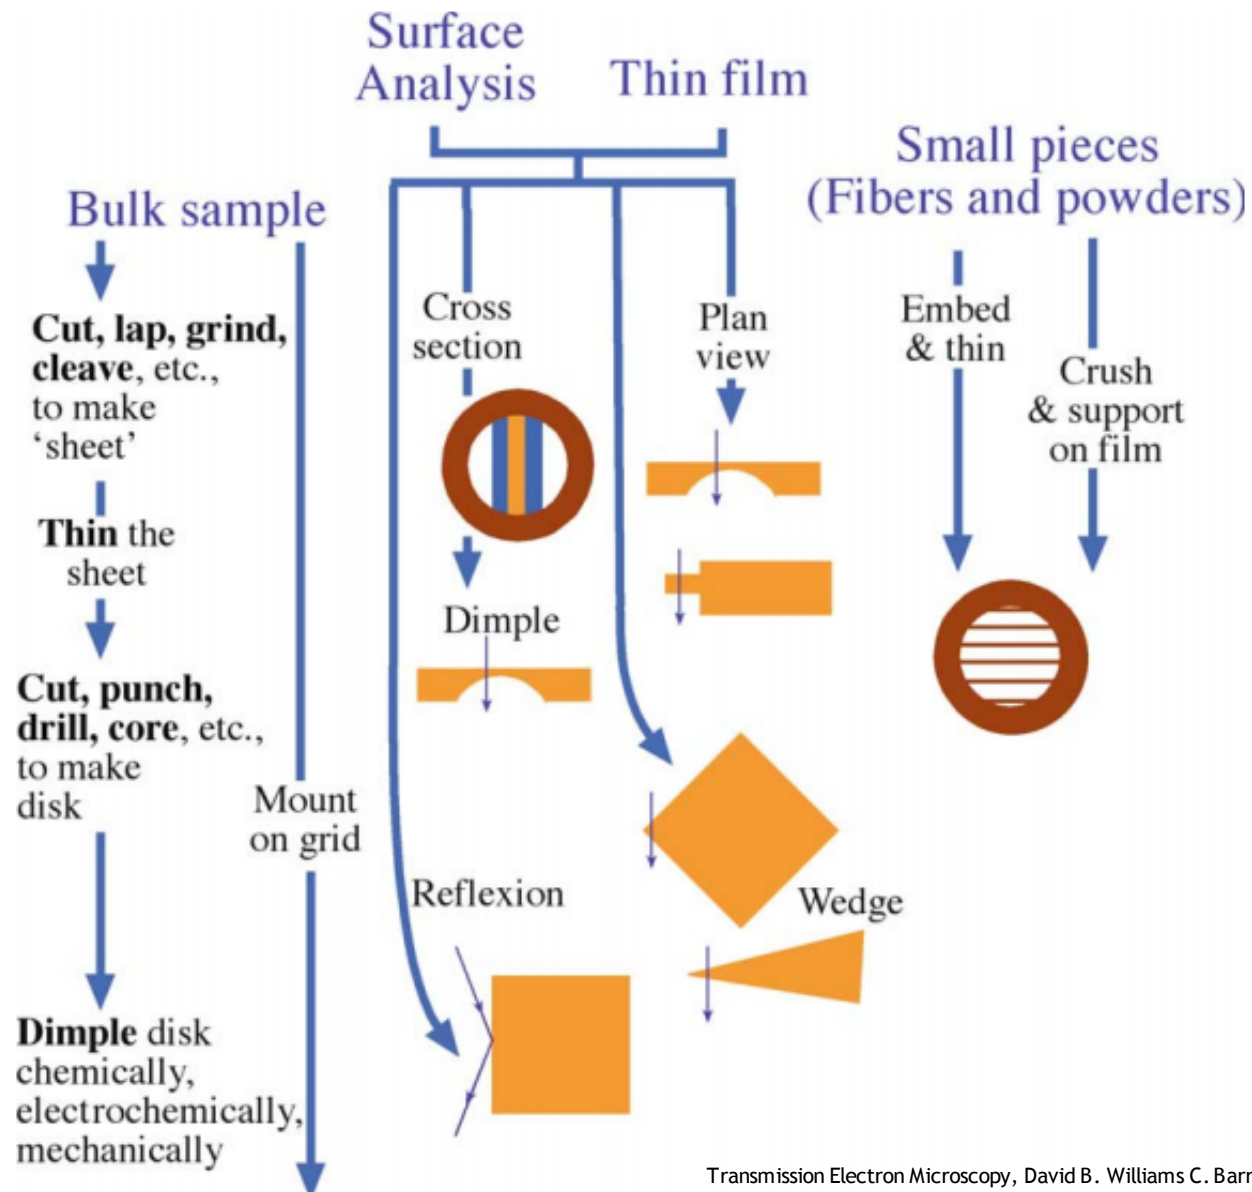 Surface
Analysis
Thin film
Small pieces
(Fibers and powders)
Bulk sample
Cut, lap, grind,
cleave, etc.,
to make
‘sheet’
Thin the
sheet
Cut, punch,
drill, core, etc.,
to make
disk
Dimple disk
chemically,
electrochemically,
mechanically
Mount
on grid
Cross
section
Dimple
Reflexion
Plan
view
Wedge
Embed
& thin
Crush
& support
on film
Transmission Electron Microscopy, David B. Williams C. Barr